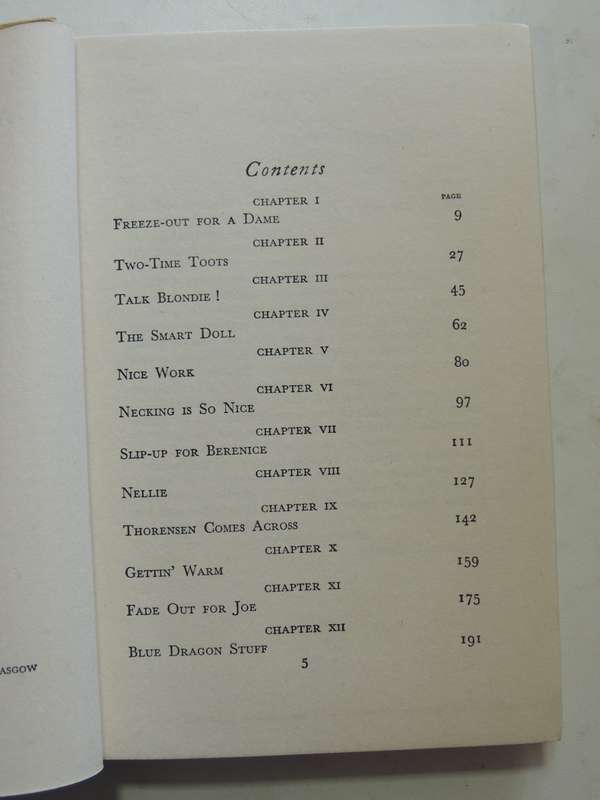 Contents
CHAPTER I
PAGE
FREEZE-OUT FOR A DAME 9
CHAPTER II
TWO-TIME TOOTS 27
CHAPTER III
TALK BLONDIE ! 45
CHAPTER IV
THE SMART DOLL 62
CHAPTER V
NICE WORK 80
CHAPTER VI
NECKING IS SO NICE 97
CHAPTER VII
SLIP-UP FOR BERENICE 111
CHAPTER VIII
NELLIE 127
CHAPTER IX
THORENSEN COMES ACROSS 142
CHAPTER X
GETTIN' WARM 159
CHAPTER XI
FADE OUT FOR JOE 175
CHAPTER XII
BLUE DRAGON STUFF 191
5
ASGOW